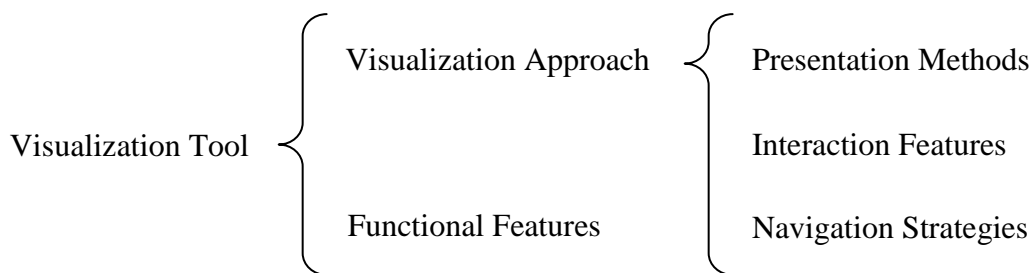 Visualization Approach
Presentation Methods
Visualization Tool
Interaction Features
Functional Features
Navigation Strategies